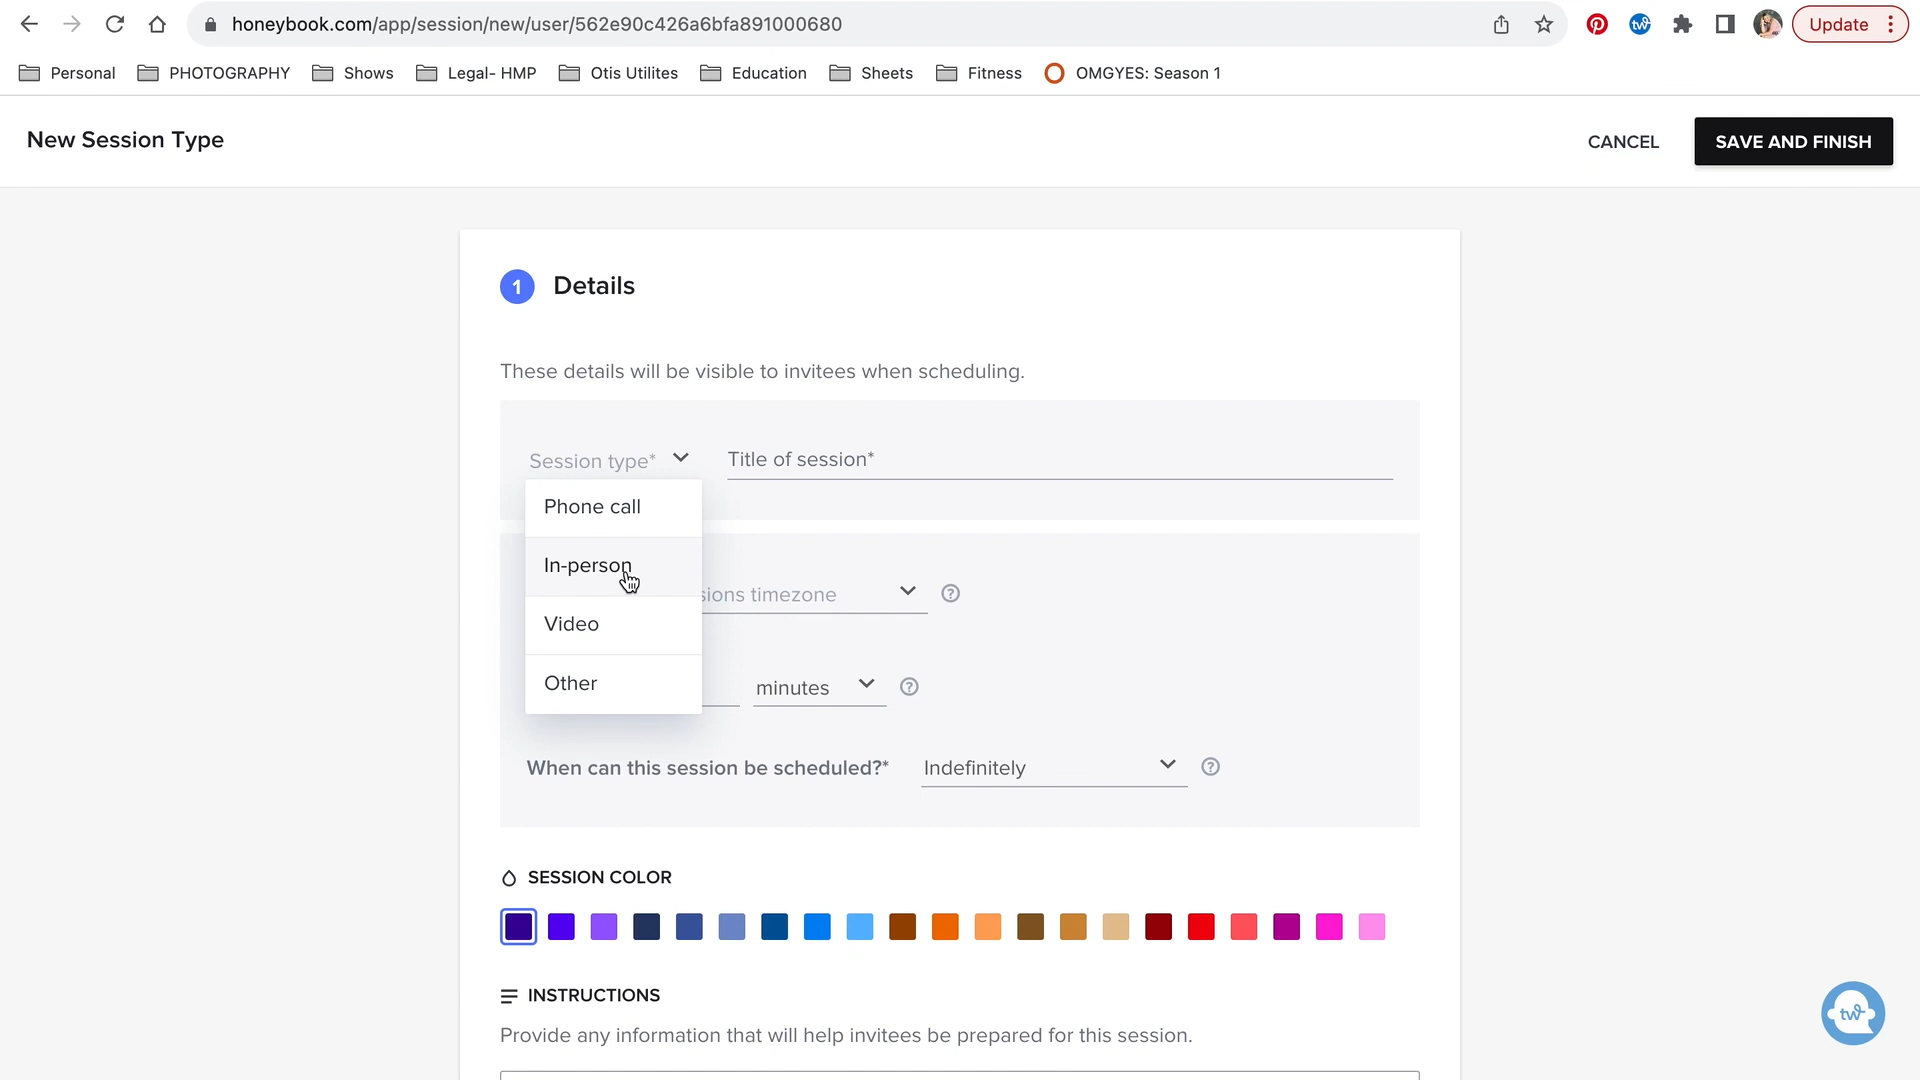 honeybook.com/app/session/new/user/562e90c426a6bfa891000680
Update
Personal PHOTOGRAPHY Shows Legal- HMP Otis Utilites Education Sheets Fitness OMGYES: Season 1
New Session Type
CANCEL
SAVE AND FINISH
1 Details
These details will be visible to invitees when scheduling.
Session type*
Title of session*
Phone call
In-person
Video
Other
sions timezone
?
minutes
?
When can this session be scheduled?*
Indefinitely
?
SESSION COLOR
INSTRUCTIONS
Provide any information that will help invitees be prepared for this session.
tw
tw